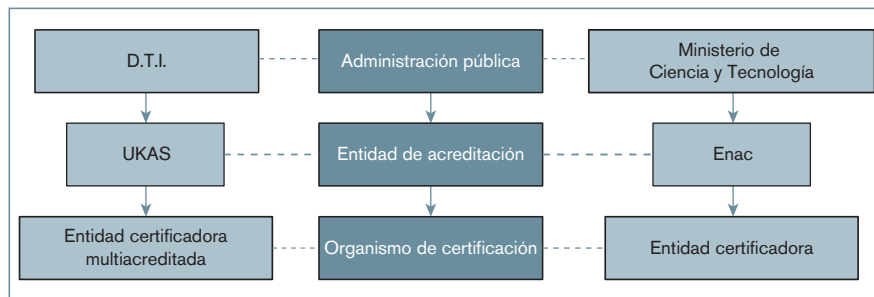 D.T.I.
Administración pública
Ministerio de
Ciencia y Tecnología
UKAS
Entidad de acreditación
Enac
Entidad certificadora
multiacreditada
Organismo de certificación
Entidad certificadora